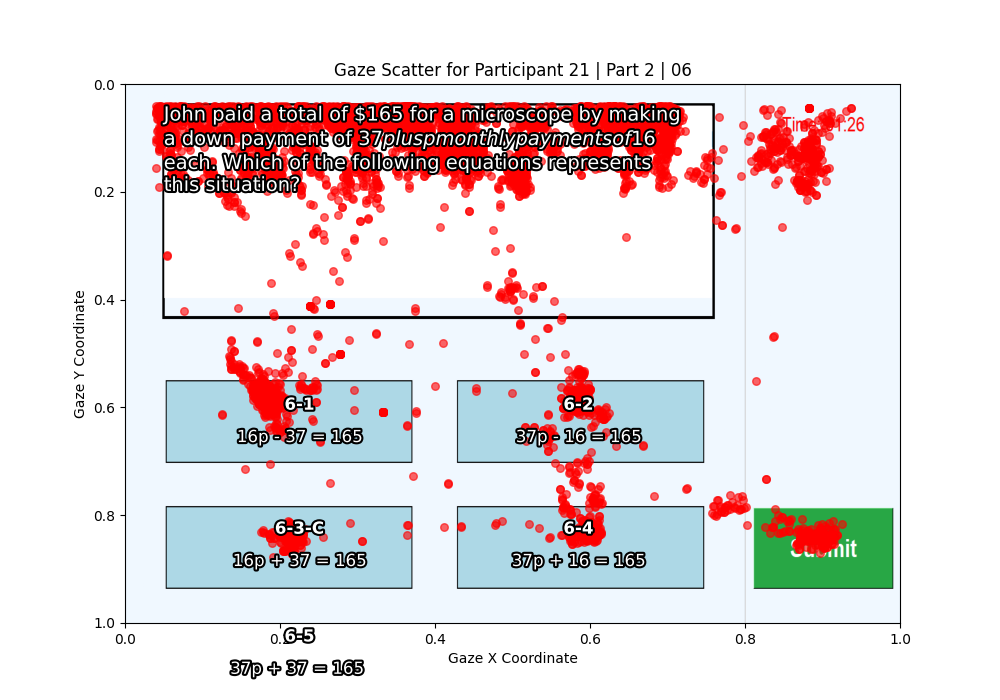 Gaze Scatter for Participant 21 | Part 2 | 06
John paid a total of $165 for a microscope by making
a down payment of 37pluspmonthlypaymentsof16
each. Which of the following equations represents
this situation?
6-1
16p - 37 = 165
6-2
37p - 16 = 165
6-3-C
16p + 37 = 165
6-4
37p + 16 = 165
6-5
37p + 37 = 165
0.0
0.2
0.4
0.6
0.8
1.0
Gaze Y Coordinate
0.0 0.2 0.4 0.6 0.8 1.0
Gaze X Coordinate